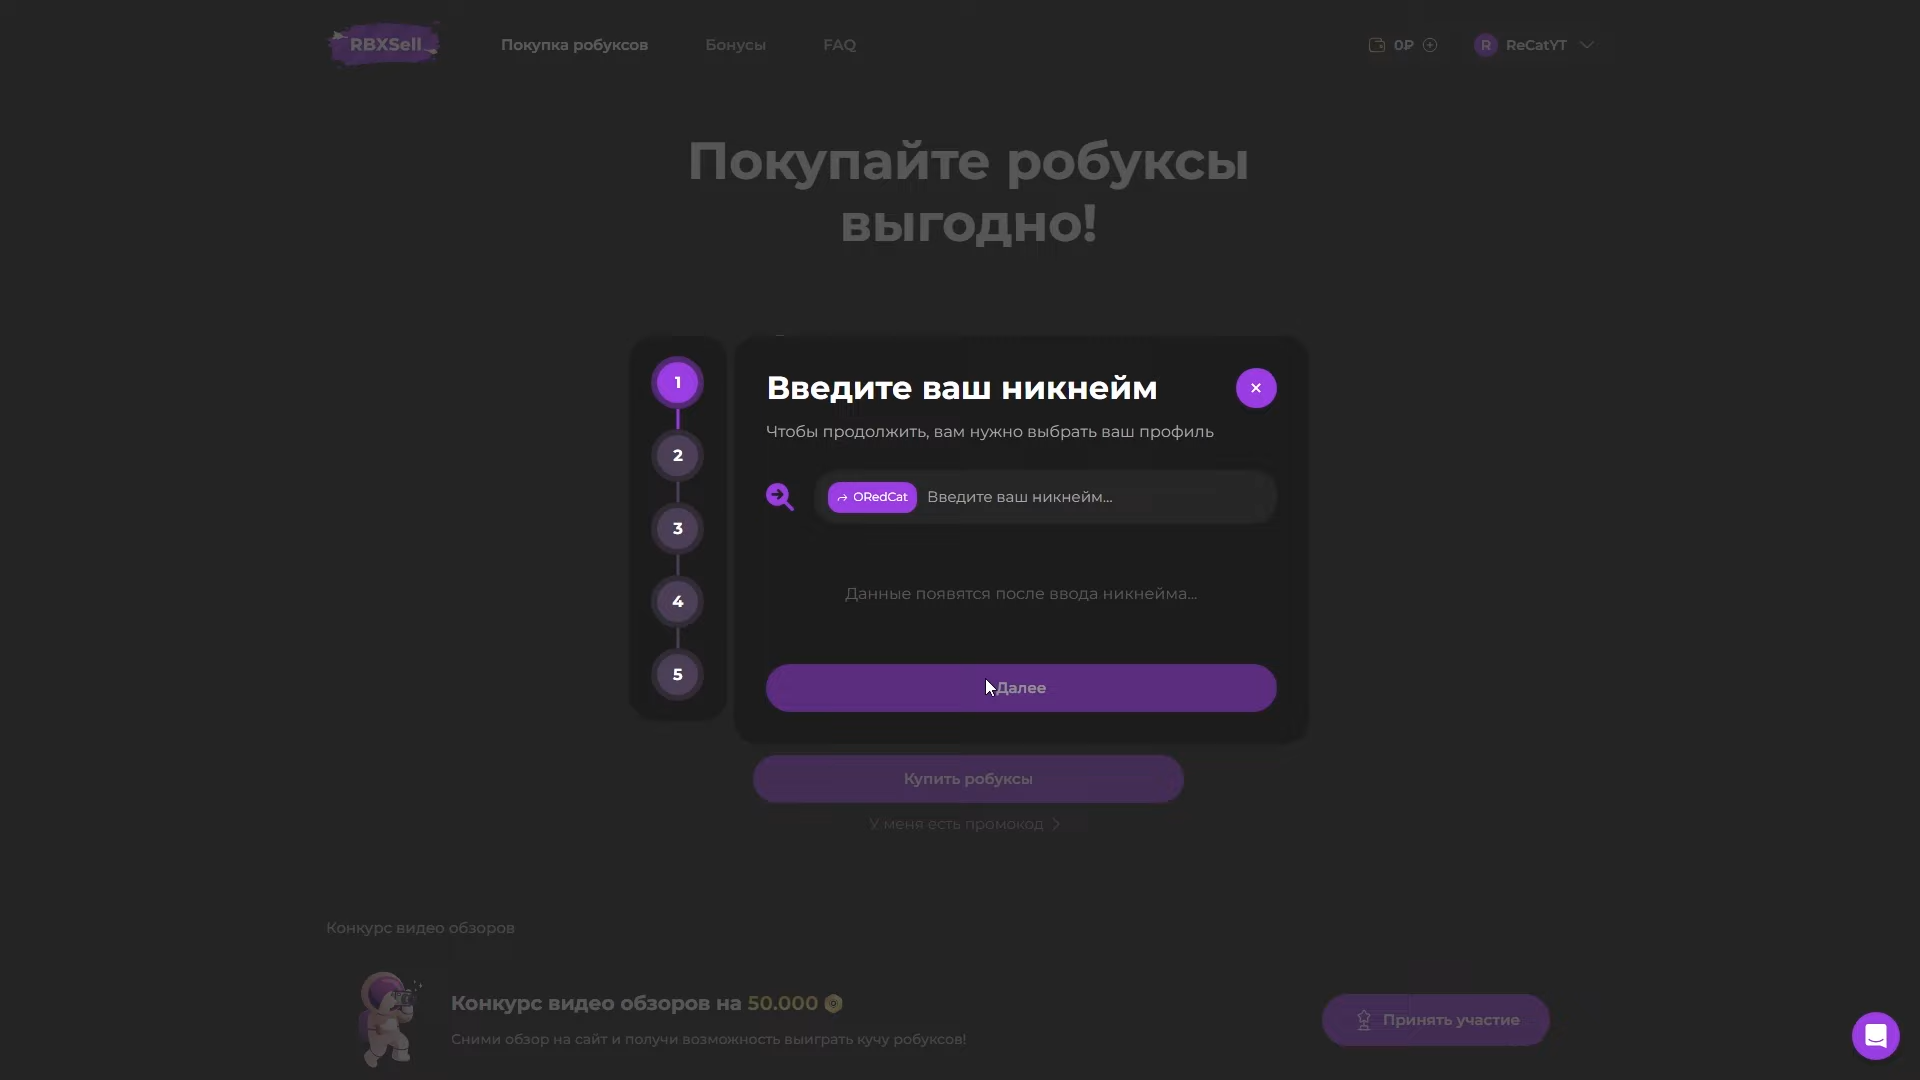 RBXSell
Покупка робуксов
Бонусы
FAQ
0₽
R
ReCatYT
Покупайте робуксы
выгодно!
1
2
3
4
5
Введите ваш никнейм
Чтобы продолжить, вам нужно выбрать ваш профиль
ORedCat
Введите ваш никнейм...
Данные появятся после ввода никнейма...
Далее
Купить робуксы
У меня есть промокод
Конкурс видео обзоров
Конкурс видео обзоров на 50.000
Сними обзор на сайт и получи возможность выиграть кучу робуксов!
Принять участие